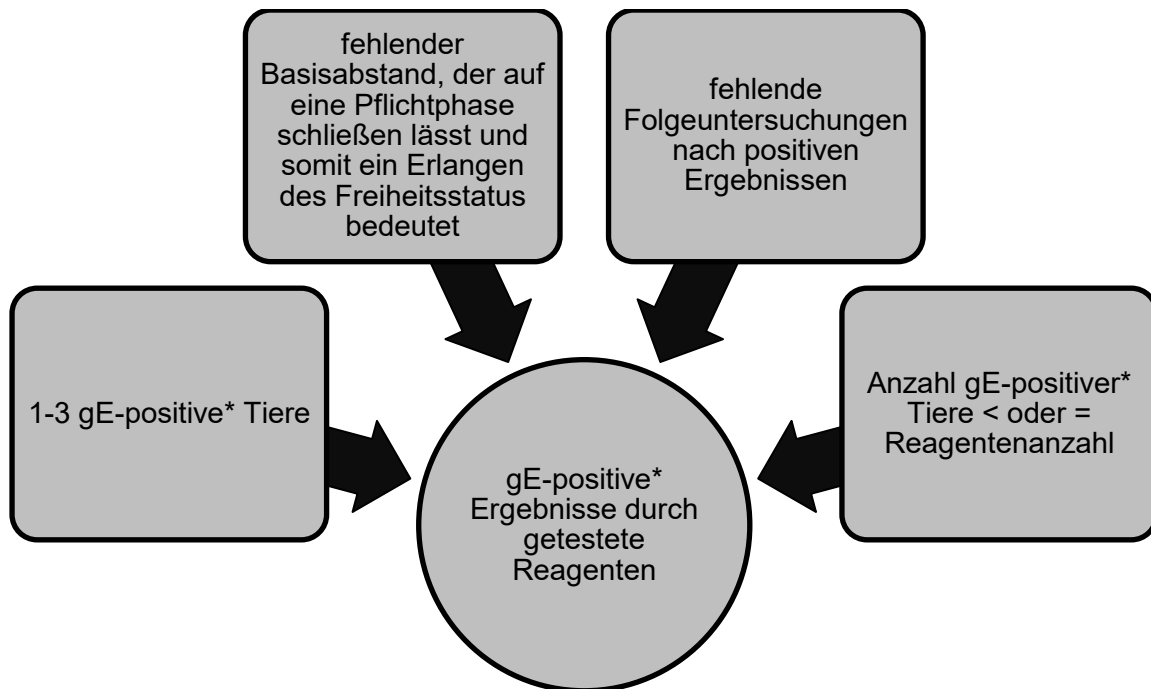 fehlender
Basisabstand, der auf
eine Pflichtphase
schließen lässt und
somit ein Erlangen
des Freiheitsstatus
bedeutet
fehlende
Folgeuntersuchungen
nach positiven
Ergebnissen
1-3 gE-positive* Tiere
Anzahl gE-positiver*
Tiere < oder =
Reagentenanzahl
gE-positive*
Ergebnisse durch
getestete
Reagenten